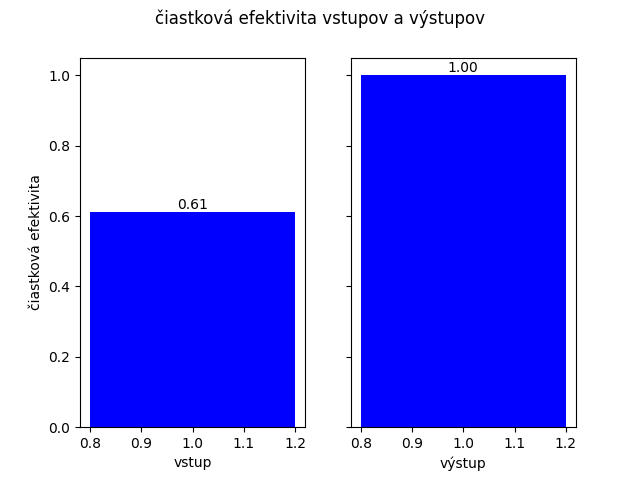 čiastková efektivita vstupov a výstupov
čiastková efektivita
1.0
0.8
0.6
0.4
0.2
0.0
0.61
0.8 0.9 1.0 1.1 1.2
vstup
1.00
0.8 0.9 1.0 1.1 1.2
výstup